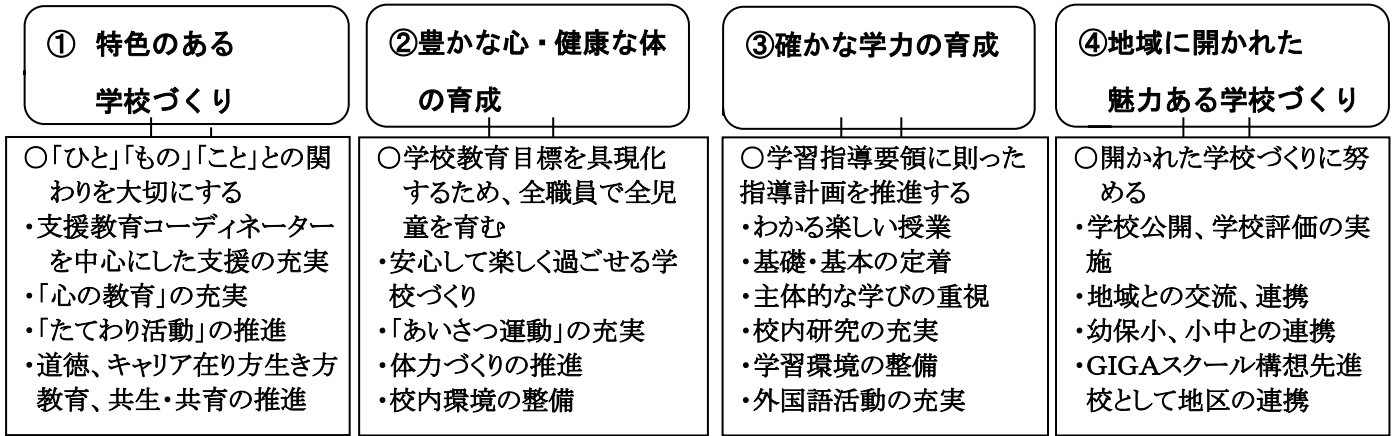 ① 特色のある
学校づくり
〇「ひと」「もの」「こと」との関
わりを大切にする
・支援教育コーディネーター
を中心にした支援の充実
・「心の教育」の充実
・「たてわり活動」の推進
・道徳、キャリア在り方生き方
教育、共生・共育の推進
②豊かな心・健康な体
の育成
〇学校教育目標を具現化
するため、全職員で全児
童を育む
・安心して楽しく過ごせる学
校づくり
・「あいさつ運動」の充実
・体力づくりの推進
・校内環境の整備
③確かな学力の育成
〇学習指導要領に則った
指導計画を推進する
・わかる楽しい授業
・基礎・基本の定着
・主体的な学びの重視
・校内研究の充実
・学習環境の整備
・外国語活動の充実
④地域に開かれた
魅力ある学校づくり
〇開かれた学校づくりに努
める
・学校公開、学校評価の実
施
・地域との交流、連携
・幼保小、小中との連携
・GIGAスクール構想先進
校として地区の連携